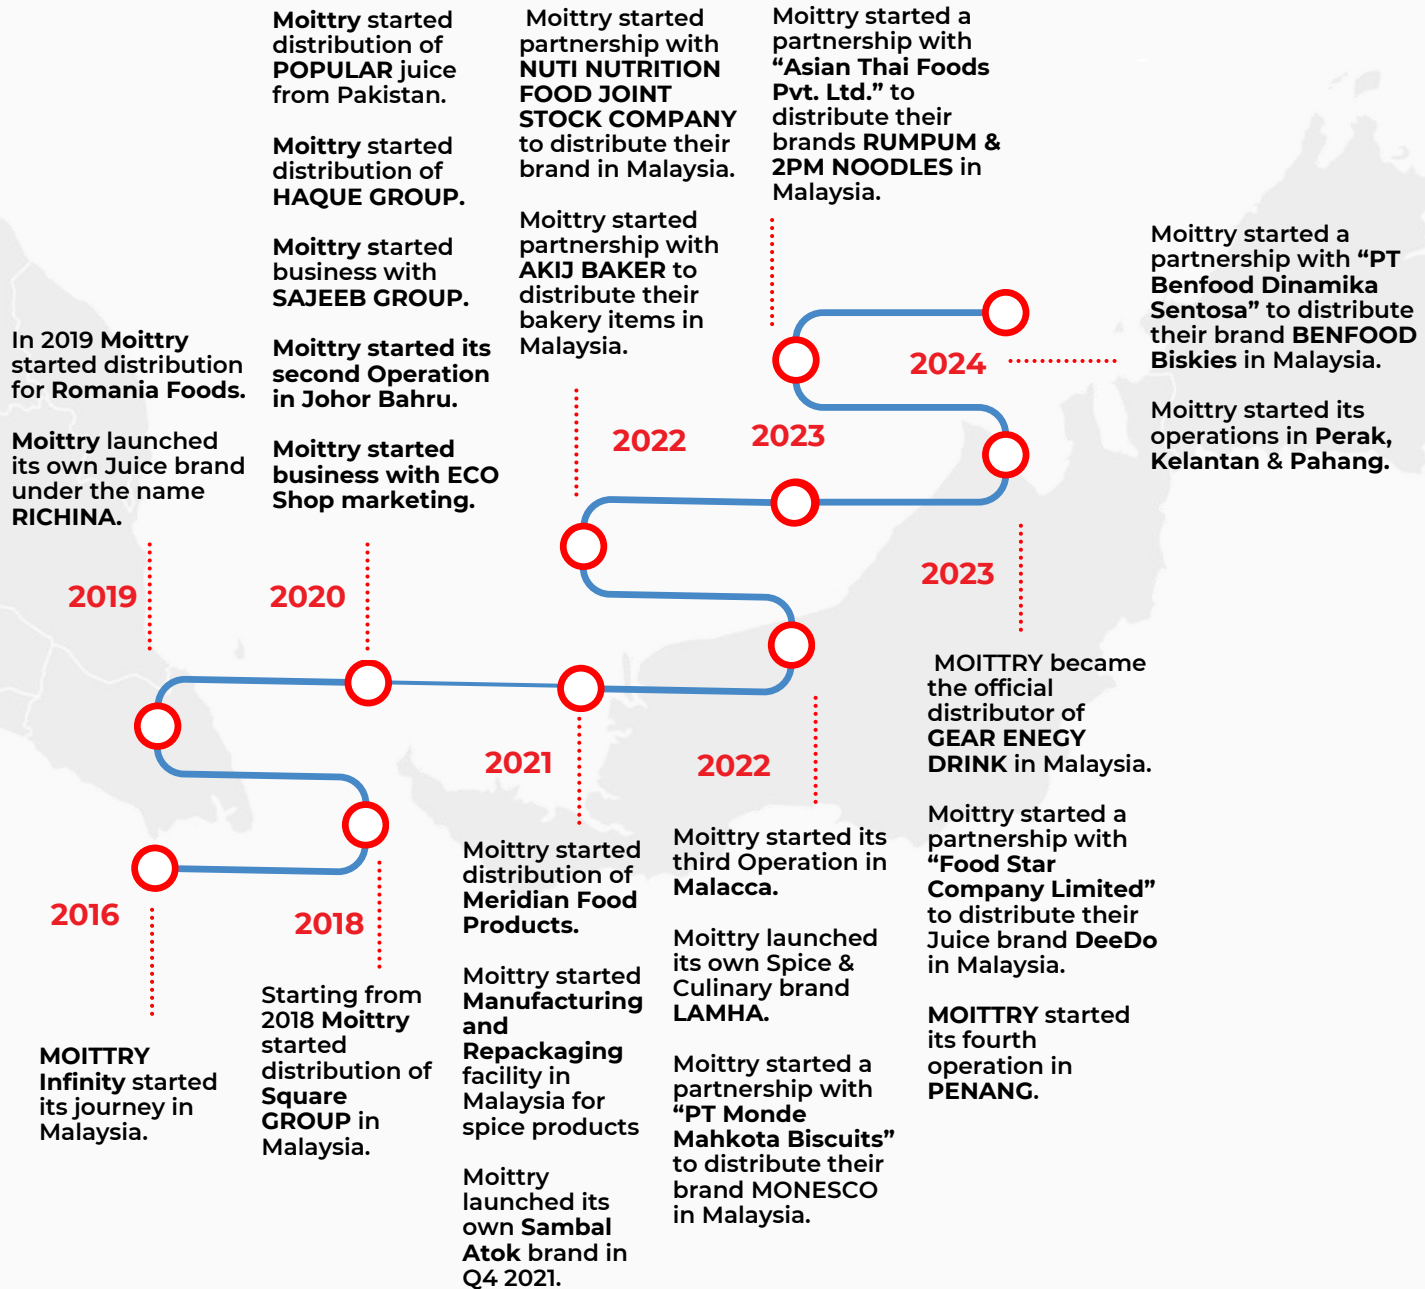 MOITTRY
Infinity started
its journey in
Malaysia.
2016
2018
Starting from
2018 Moittry
started
distribution of
Square
GROUP in
Malaysia.
In 2019 Moittry
started distribution
for Romania Foods.
Moittry launched
its own Juice brand
under the name
RICHINA.
2019
Moittry started
distribution of
POPULAR juice
from Pakistan.
Moittry started
distribution of
HAQUE GROUP.
Moittry started
business with
SAJEEB GROUP.
Moittry started its
second Operation
in Johor Bahru.
Moittry started
business with ECO
Shop marketing.
2020
2021
Moittry started
distribution of
Meridian Food
Products.
Moittry started
Manufacturing
and
Repackaging
facility in
Malaysia for
spice products
Moittry
launched its
own Sambal
Atok brand in
Q4 2021.
2022
Moittry started its
third Operation in
Malacca.
Moittry launched
its own Spice &
Culinary brand
LAMHA.
Moittry started a
partnership with
“PT Monde
Mahkota Biscuits”
to distribute their
brand MONESCO
in Malaysia.
Moittry started
partnership with
NUTI NUTRITION
FOOD JOINT
STOCK COMPANY
to distribute their
brand in Malaysia.
Moittry started
partnership with
AKIJ BAKER to
distribute their
bakery items in
Malaysia.
2022
2023
MOITTRY became
the official
distributor of
GEAR ENEGY
DRINK in Malaysia.
Moittry started a
partnership with
“Food Star
Company Limited”
to distribute their
Juice brand DeeDo
in Malaysia.
MOITTRY started
its fourth
operation in
PENANG.
Moittry started a
partnership with
“Asian Thai Foods
Pvt. Ltd.” to
distribute their
brands RUMPUM &
2PM NOODLES in
Malaysia.
2023
2024
Moittry started a
partnership with “PT
Benfood Dinamika
Sentosa” to distribute
their brand BENFOOD
Biskies in Malaysia.
Moittry started its
operations in Perak,
Kelantan & Pahang.